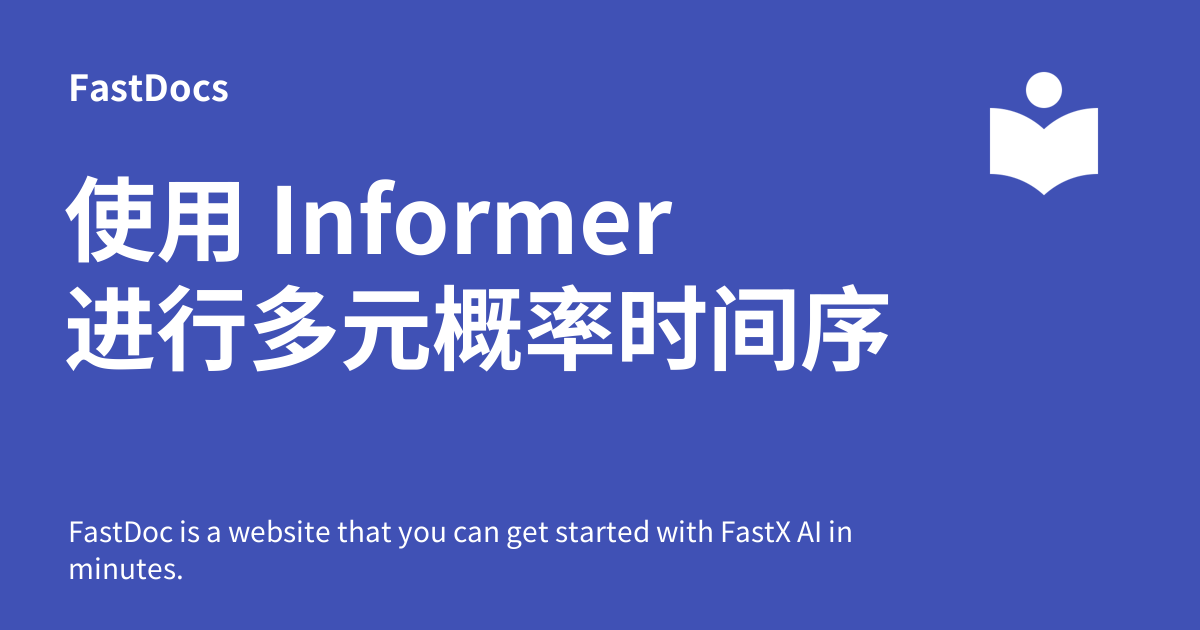 FastDocs
使用 Informer
进行多元概率时间序
FastDoc is a website that you can get started with FastX AI in
minutes.